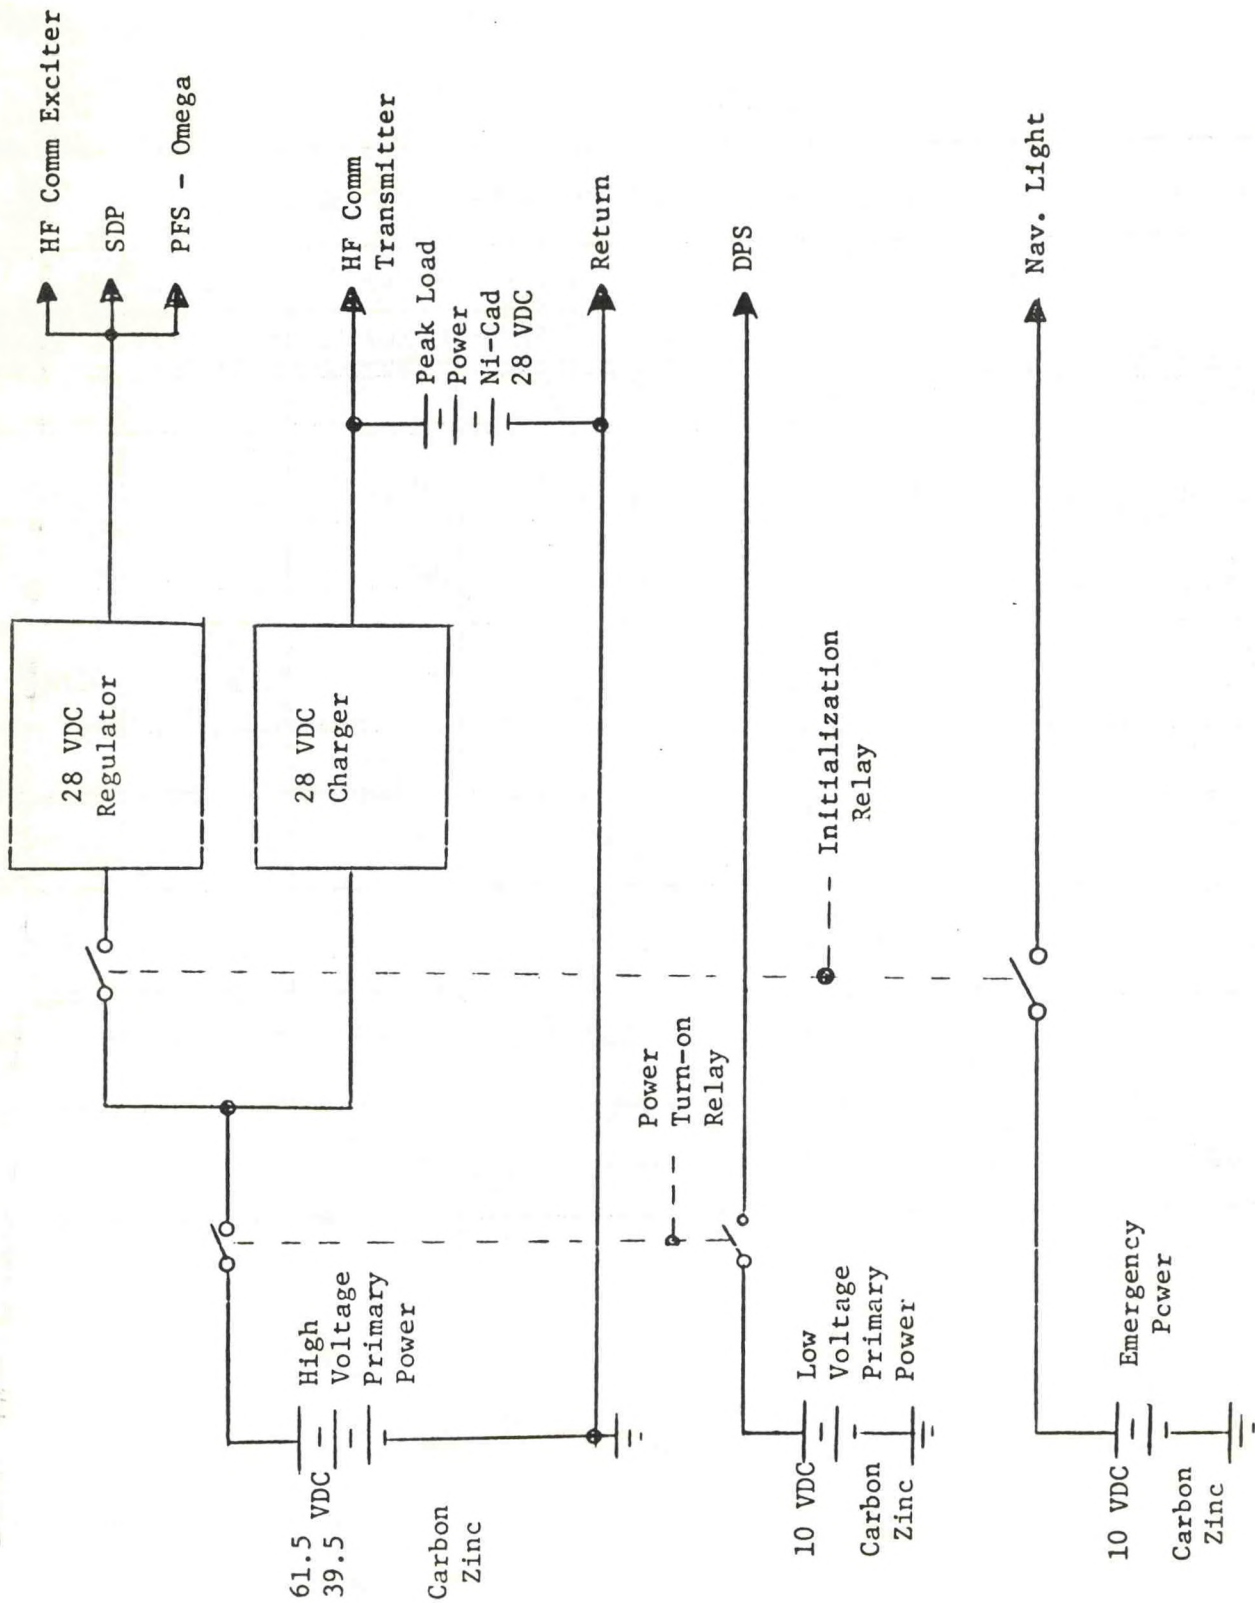 HF Comm Exciter
SDP
PFS - Omega
28 VDC
Regulator
HF Comm
Transmitter
28 VDC
Charger
Peak Load
Power
Ni-Cad
28 VDC
Return
61.5
39.5 VDC
High
Voltage
Primary
Power
Carbon
Zinc
Power
Turn-on
Relay
DPS
10 VDC
Low
Voltage
Primary
Power
Carbon
Zinc
Initialization
Relay
Nav. Light
10 VDC
Emergency
Power
Carbon
Zinc